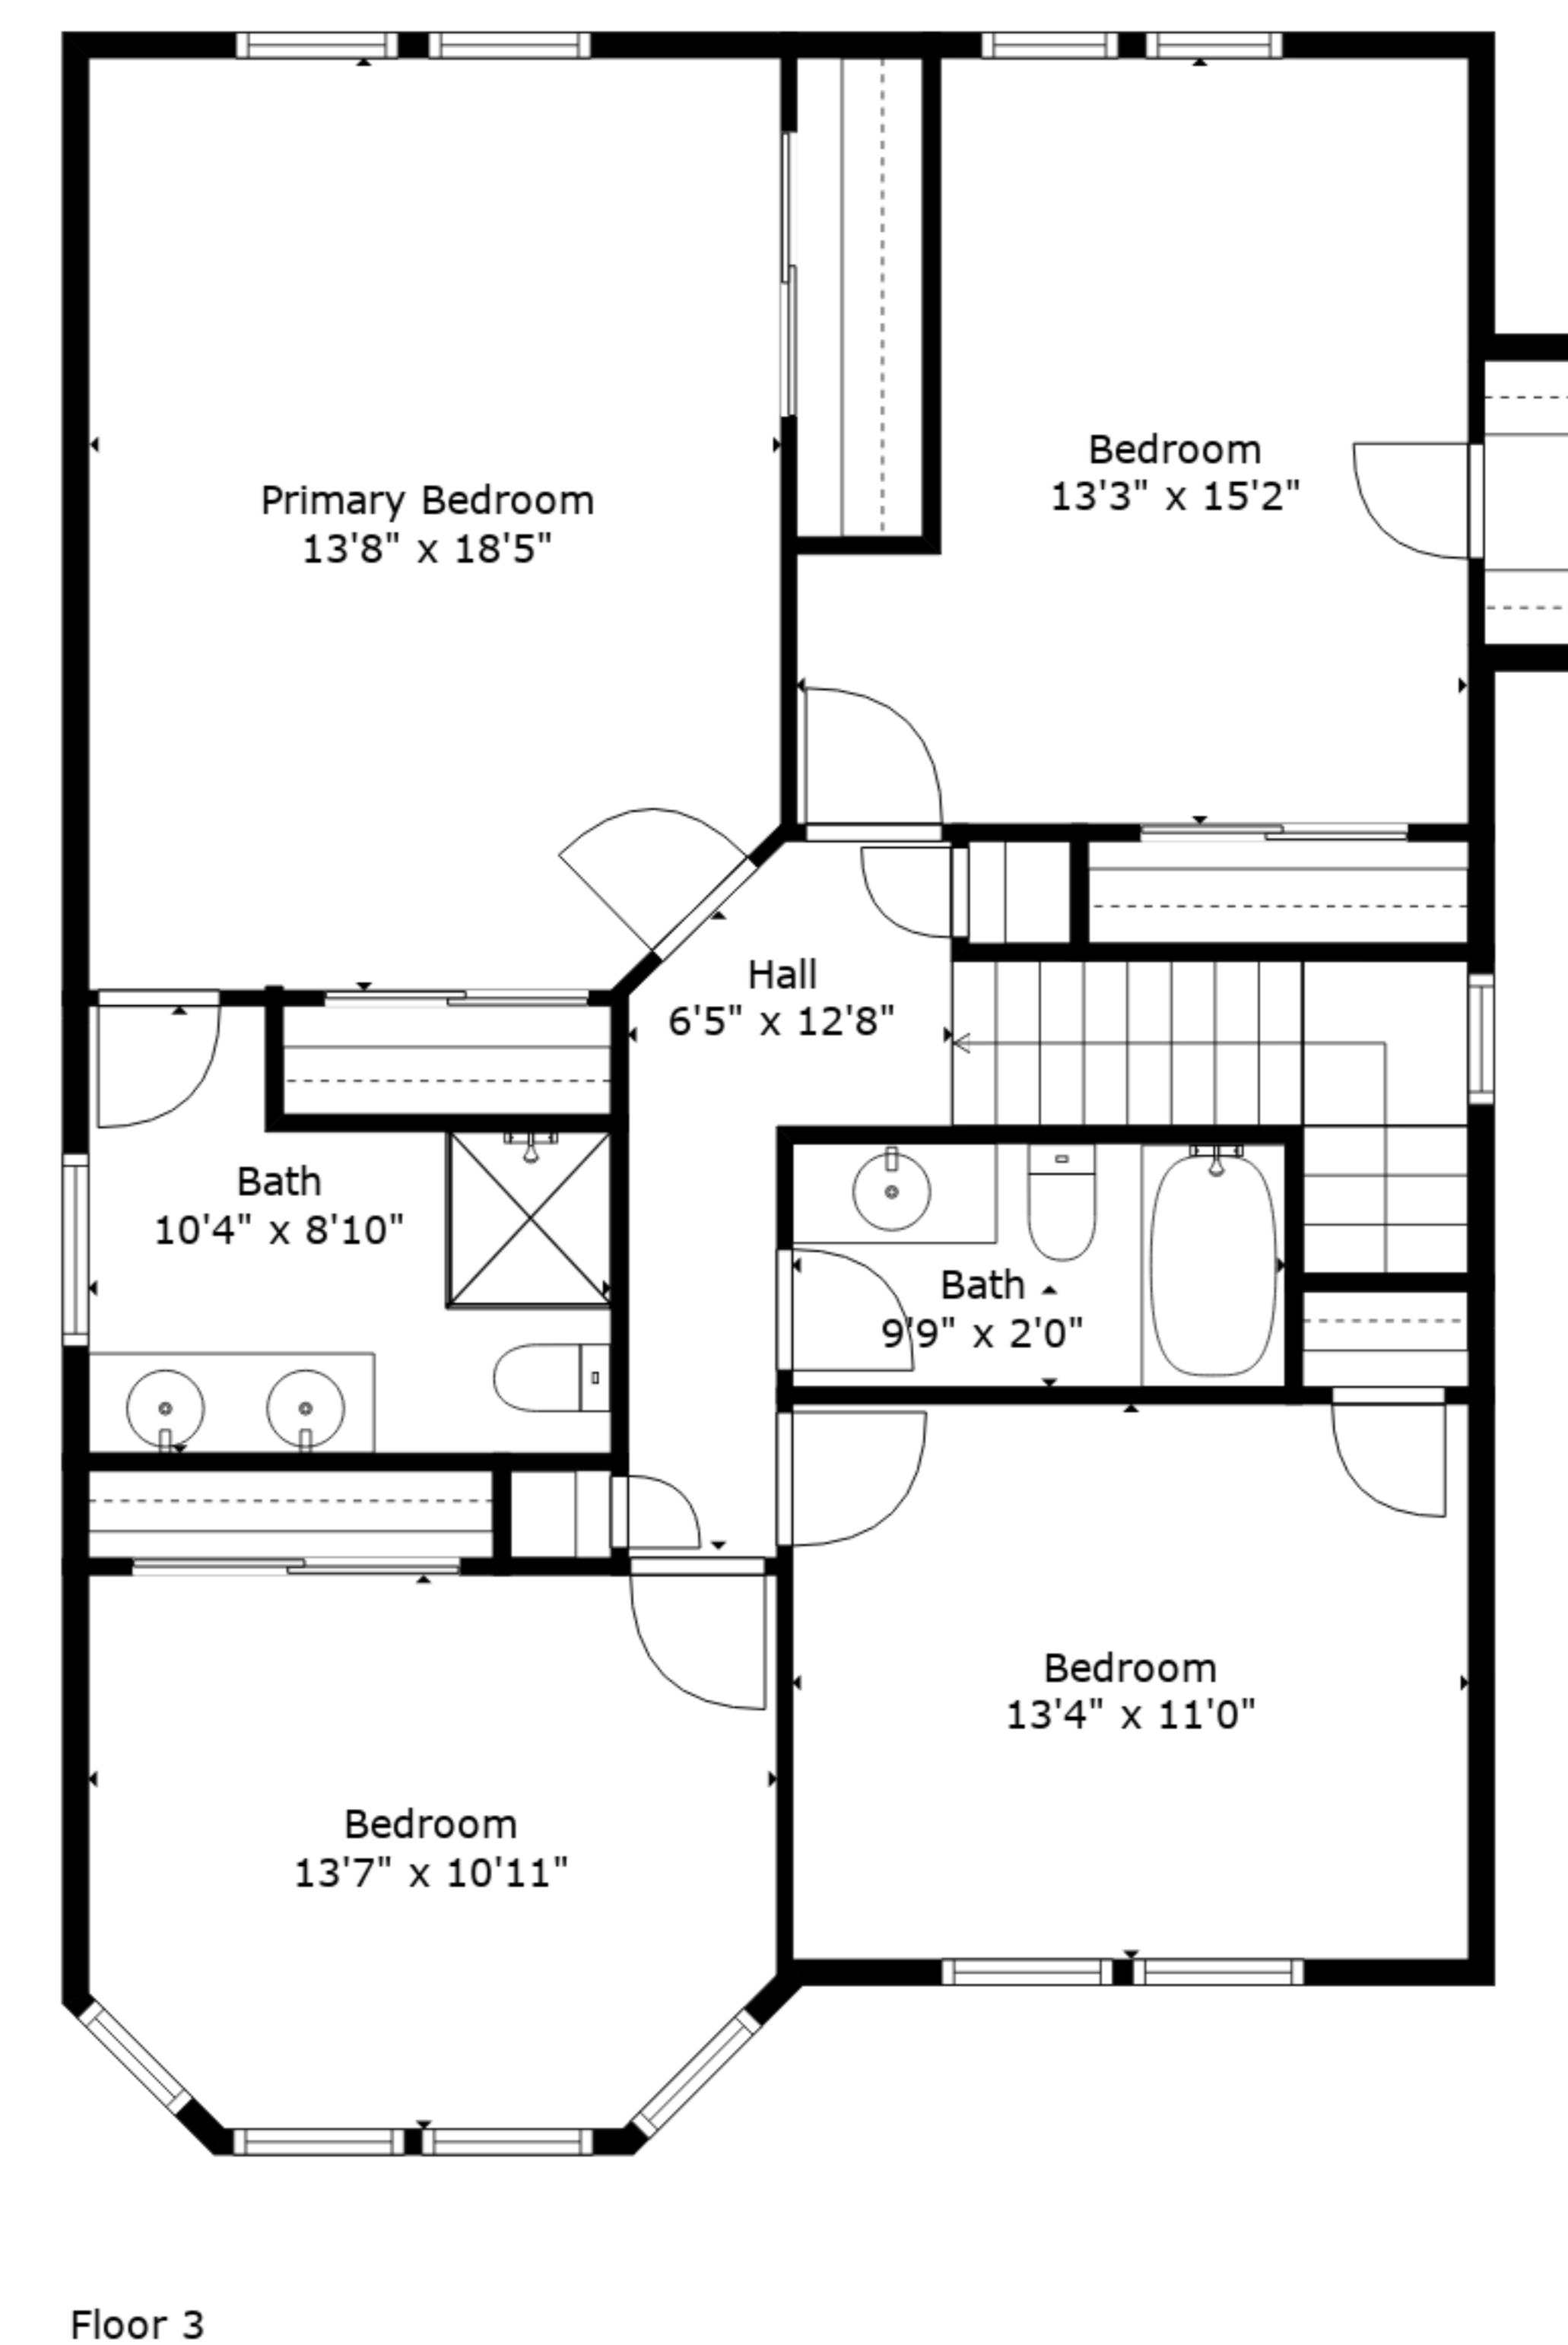 Primary Bedroom
13'8" x 18'5"
Bedroom
13'3" x 15'2"
Hall
6'5" x 12'8"
Bath
10'4" x 8'10"
Bath
9'9" x 2'0"
Bedroom
13'4" x 11'0"
Bedroom
13'7" x 10'11"
Floor 3